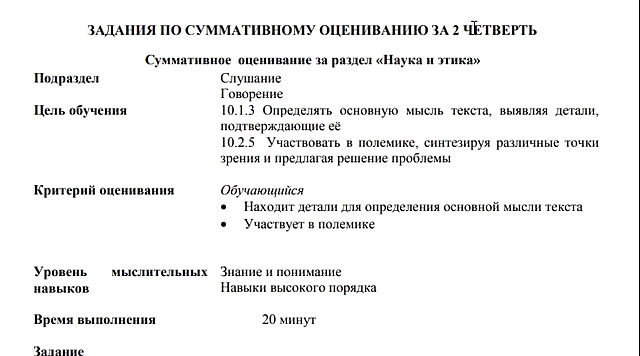 ЗАДАНИЯ ПО СУММАТИВНОМУ ОЦЕНИВАНИЮ ЗА 2 ЧЕТВЕРТЬ
Суммативное оценивание за раздел «Наука и этика»
Подраздел Слушание
Говорение
Цель обучения 10.1.3 Определять основную мысль текста, выявляя детали,
подтверждающие её
10.2.5 Участвовать в полемике, синтезируя различные точки
зрения и предлагая решение проблемы
Критерий оценивания Обучающийся
• Находит детали для определения основной мысли текста
• Участвует в полемике
Уровень мыслительных Знание и понимание
навыков Навыки высокого порядка
Время выполнения 20 минут
Задание